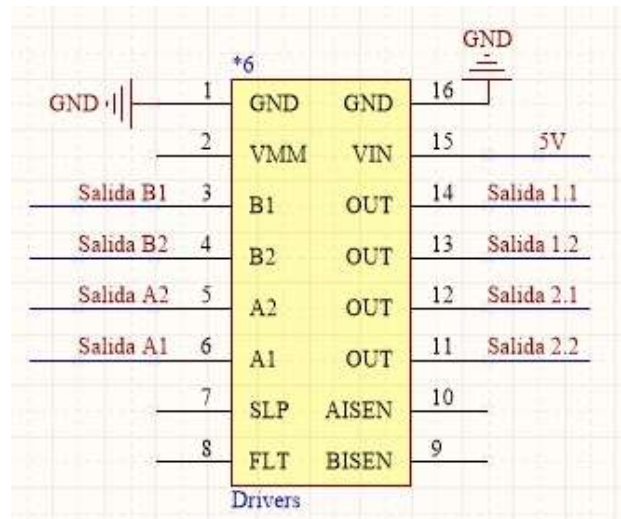 GND
*6
GND 1 GND GND 16
2 VMM VIN 15 5V
Salida B1 3 B1 OUT 14 Salida 1.1
Salida B2 4 B2 OUT 13 Salida 1.2
Salida A2 5 A2 OUT 12 Salida 2.1
Salida A1 6 A1 OUT 11 Salida 2.2
7 SLP AISEN 10
8 FLT BISEN 9
Drivers